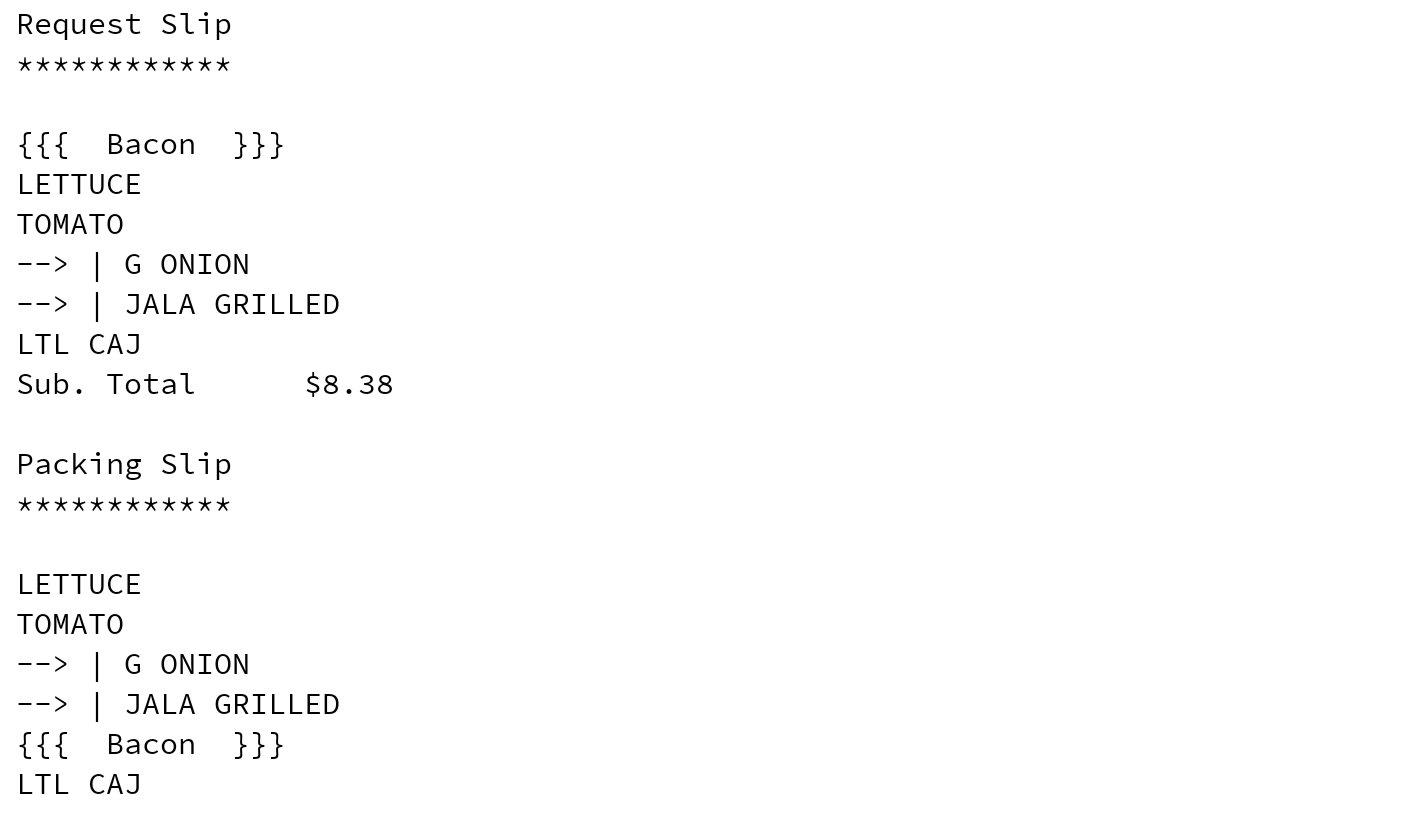 Request Slip
************
{{{  Bacon  }}}
LETTUCE
TOMATO
--> | G ONION
--> | JALA GRILLED
LTL CAJ
Sub. Total      $8.38
Packing Slip
************
LETTUCE
TOMATO
--> | G ONION
--> | JALA GRILLED
{{{  Bacon  }}}
LTL CAJ